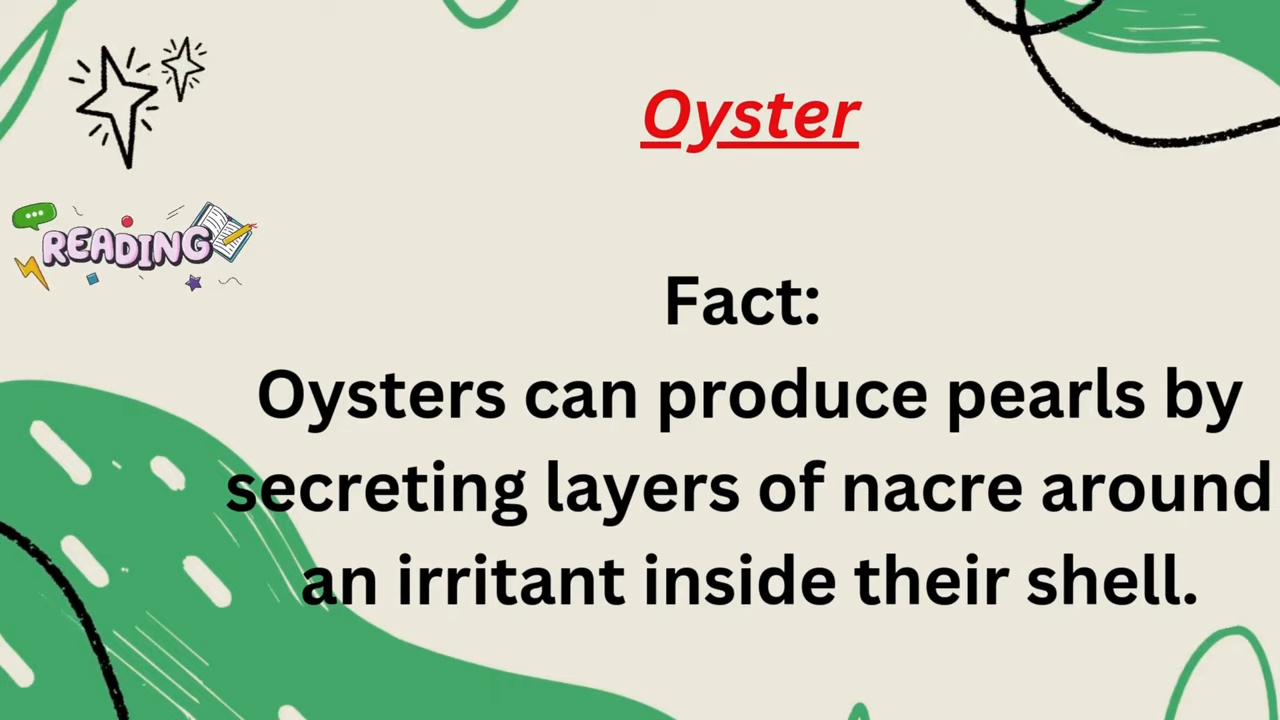 Oyster
READING
Fact:
Oysters can produce pearls by
secreting layers of nacre around
an irritant inside their shell.